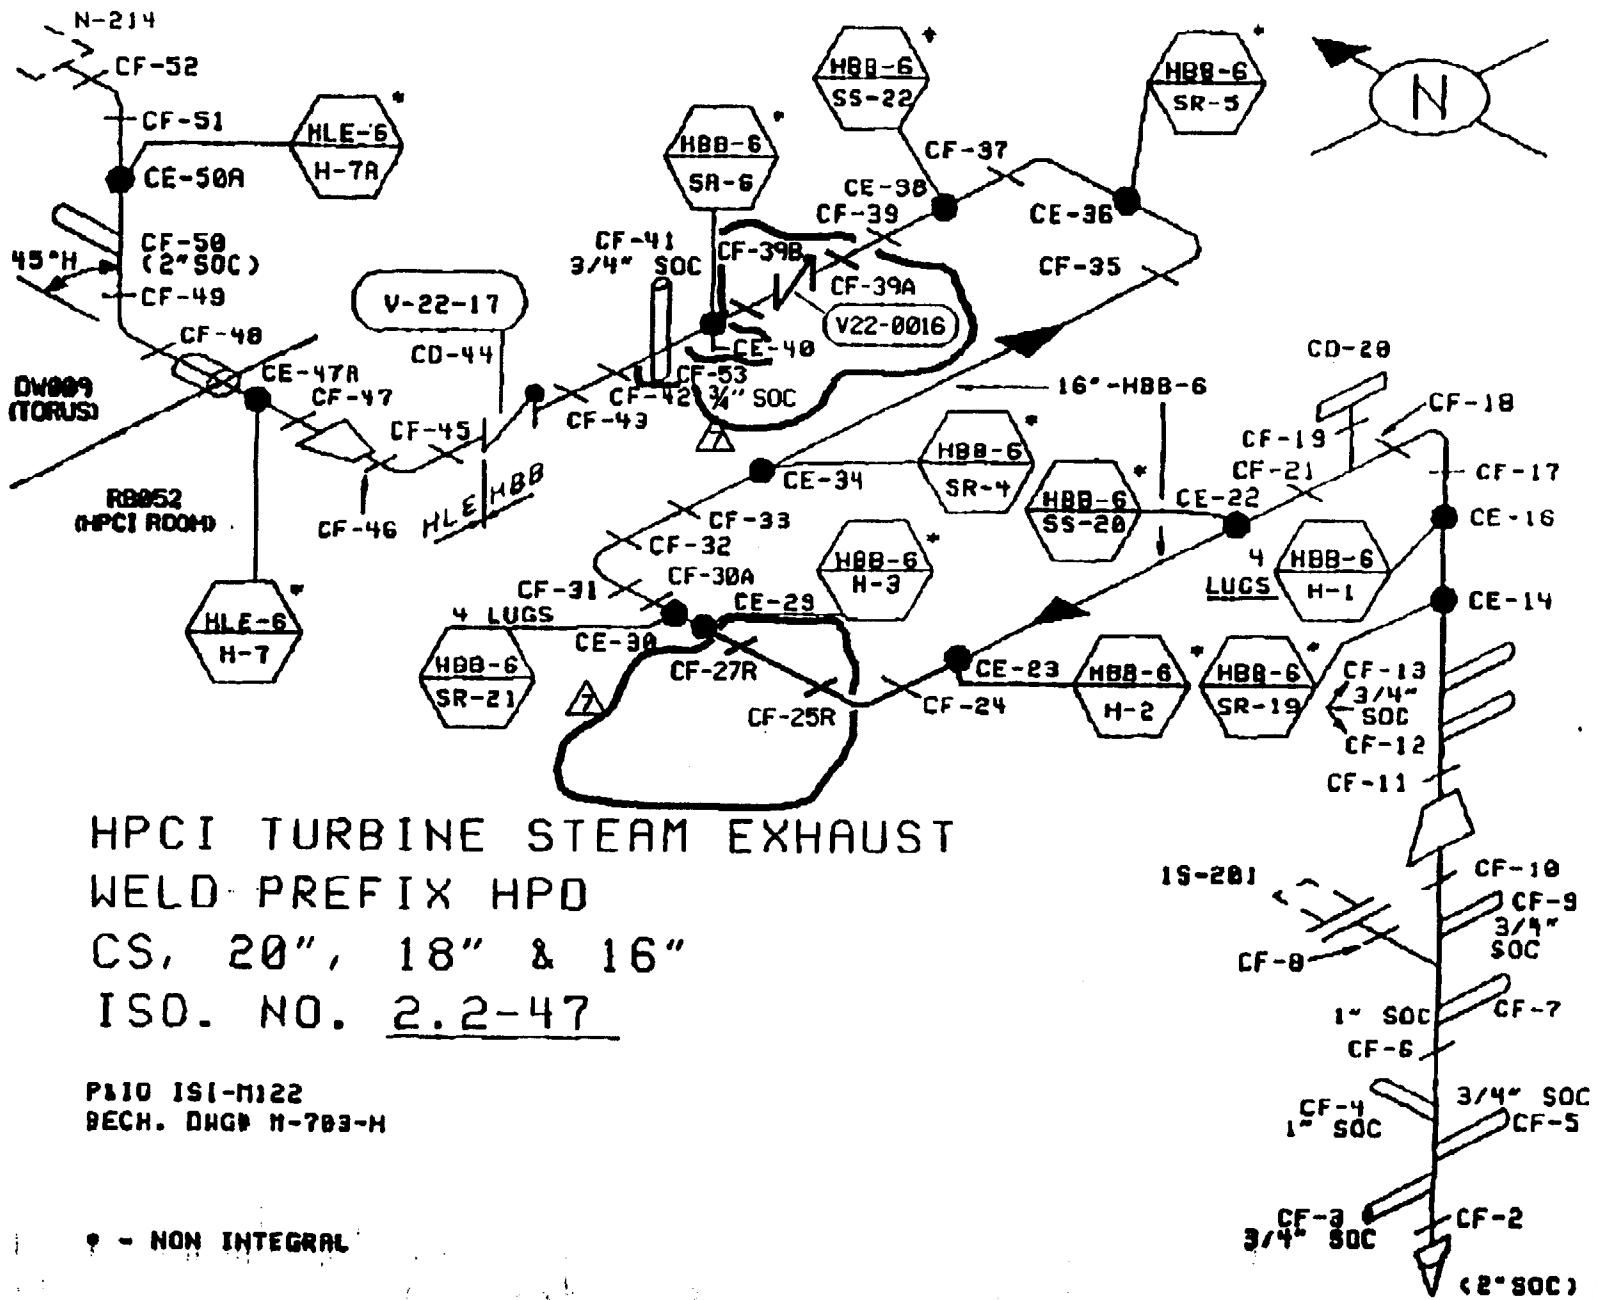 N-214
CF-52
CF-51
HLE-6
H-7A
*
CE-50A
CF-50
(2"SOC)
45°H
CF-49
CF-48
DW009
(TORUS)
CE-47A
CF-47
RB052
(HPCI ROOM)
CF-46
CF-45
HLE
HBB
HLE-6
H-7
*
V-22-17
CD-44
CF-43
CF-42
CF-41
3/4" SOC
HBB-6
SA-6
*
CF-39B
CE-40
CF-53
3/4" SOC
7
V22-0016
CF-39A
CF-39
CE-38
HBB-6
SS-22
*
CF-37
HBB-6
SR-5
*
CE-36
CF-35
N
16"-HBB-6
HBB-6
SR-4
*
CE-34
CF-33
CF-32
CF-31
CF-30A
4 LUGS
CE-30
HBB-6
SR-21
CE-29
HBB-6
H-3
*
CF-27R
7
CF-25R
CF-24
CE-23
HBB-6
H-2
*
HBB-6
SS-20
*
CE-22
CF-21
CD-20
CF-19
CF-18
CF-17
CE-16
4
LUGS
HBB-6
H-1
CE-14
HBB-6
SR-19
*
CF-13
3/4"
SOC
CF-12
CF-11
CF-10
1S-201
CF-9
3/4"
SOC
CF-8
1" SOC
CF-7
CF-6
CF-4
1" SOC
3/4" SOC
CF-5
CF-3
3/4" SOC
CF-2
(2"SOC)
HPCI TURBINE STEAM EXHAUST
WELD PREFIX HPD
CS, 20", 18" & 16"
ISO. NO. 2.2-47
P&ID ISI-M122
BECH. DWG# M-703-H
* - NON INTEGRAL